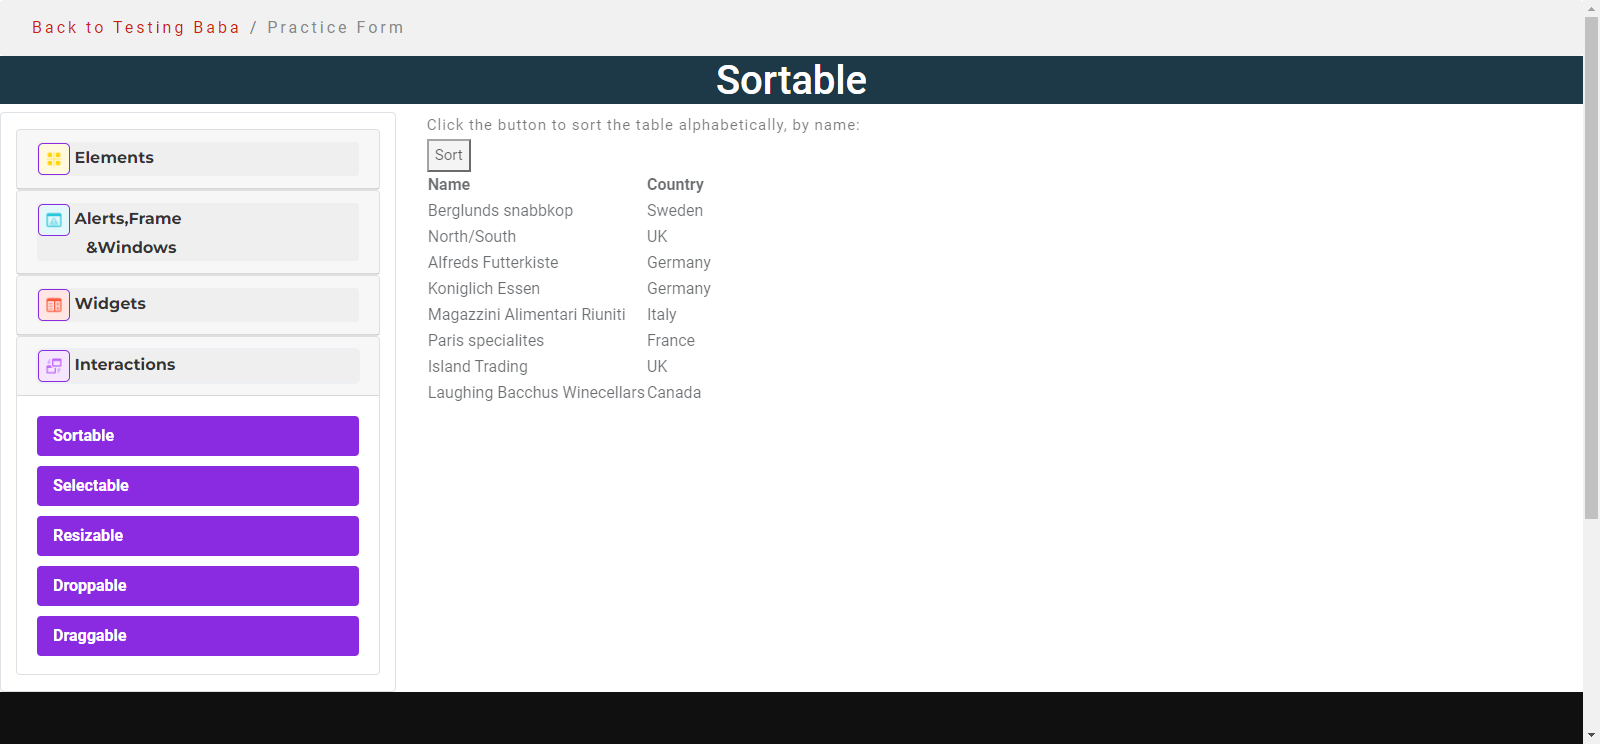 Back to Testing Baba / Practice Form
Sortable
Elements
Alerts,Frame
&Windows
Widgets
Interactions
Sortable
Selectable
Resizable
Droppable
Draggable
Click the button to sort the table alphabetically, by name:
Sort
Name Country
Berglunds snabbkop Sweden
North/South UK
Alfreds Futterkiste Germany
Koniglich Essen Germany
Magazzini Alimentari Riuniti Italy
Paris specialites France
Island Trading UK
Laughing Bacchus Winecellars Canada